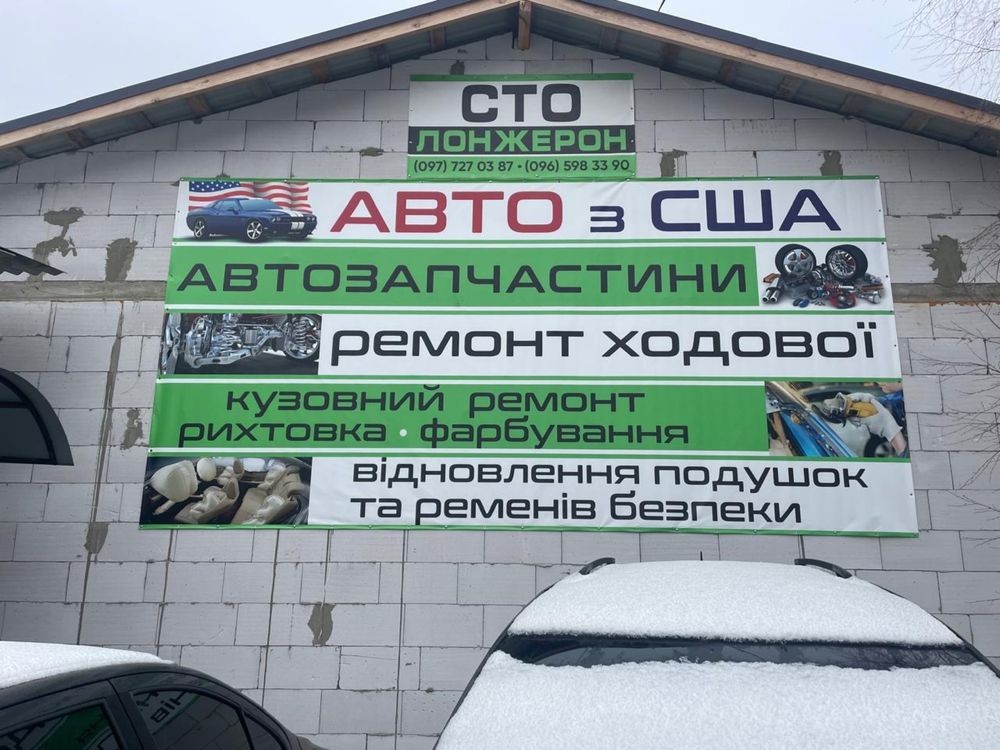 СТО
ЛОНЖЕРОН
(097) 727 03 87 • (096) 598 33 90
АВТО з США
АВТОЗАПЧАСТИНИ
РЕМОНТ ХОДОВОЇ
КУЗОВНИЙ РЕМОНТ
РИХТОВКА • ФАРБУВАННЯ
ВІДНОВЛЕННЯ ПОДУШОК
ТА РЕМЕНІВ БЕЗПЕКИ